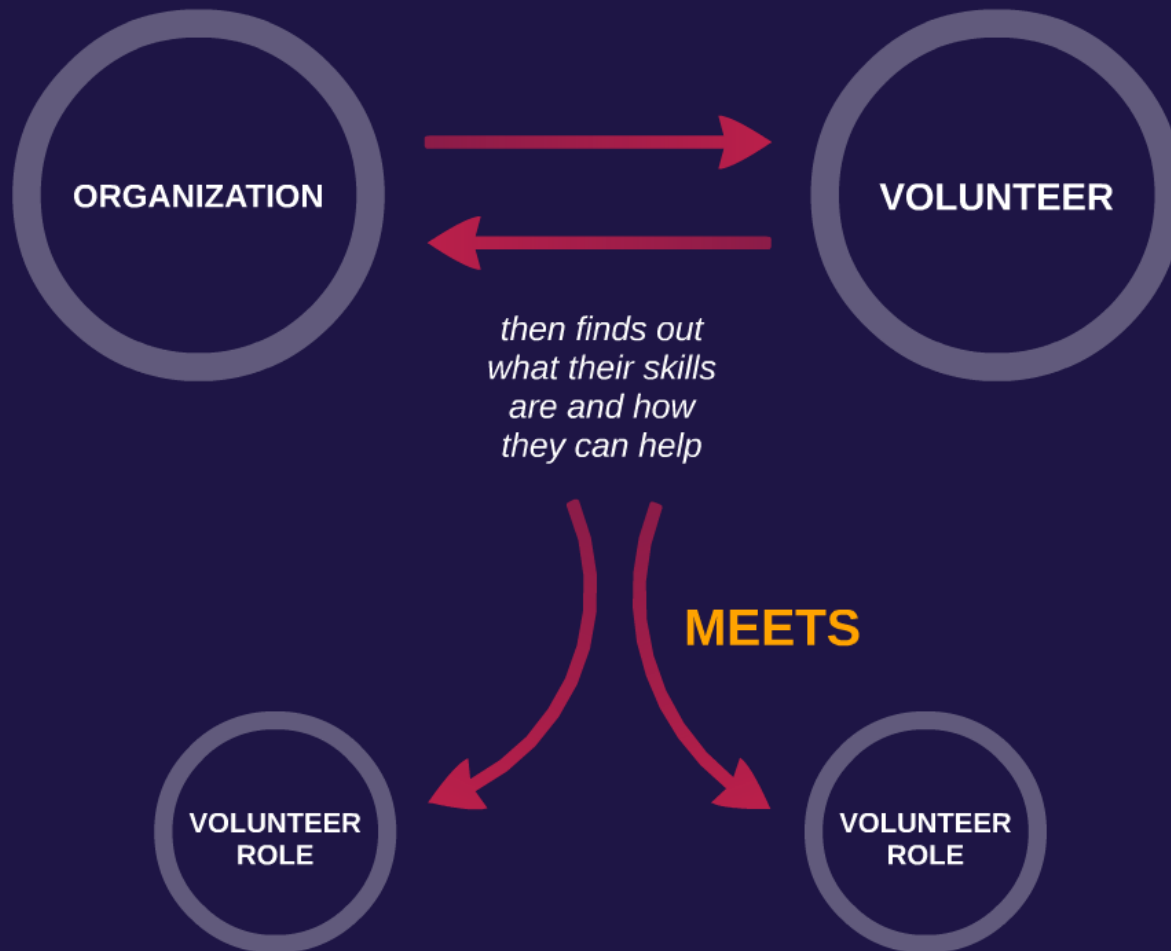 ORGANIZATION
VOLUNTEER
then finds out
what their skills
are and how
they can help
MEETS
VOLUNTEER
ROLE
VOLUNTEER
ROLE